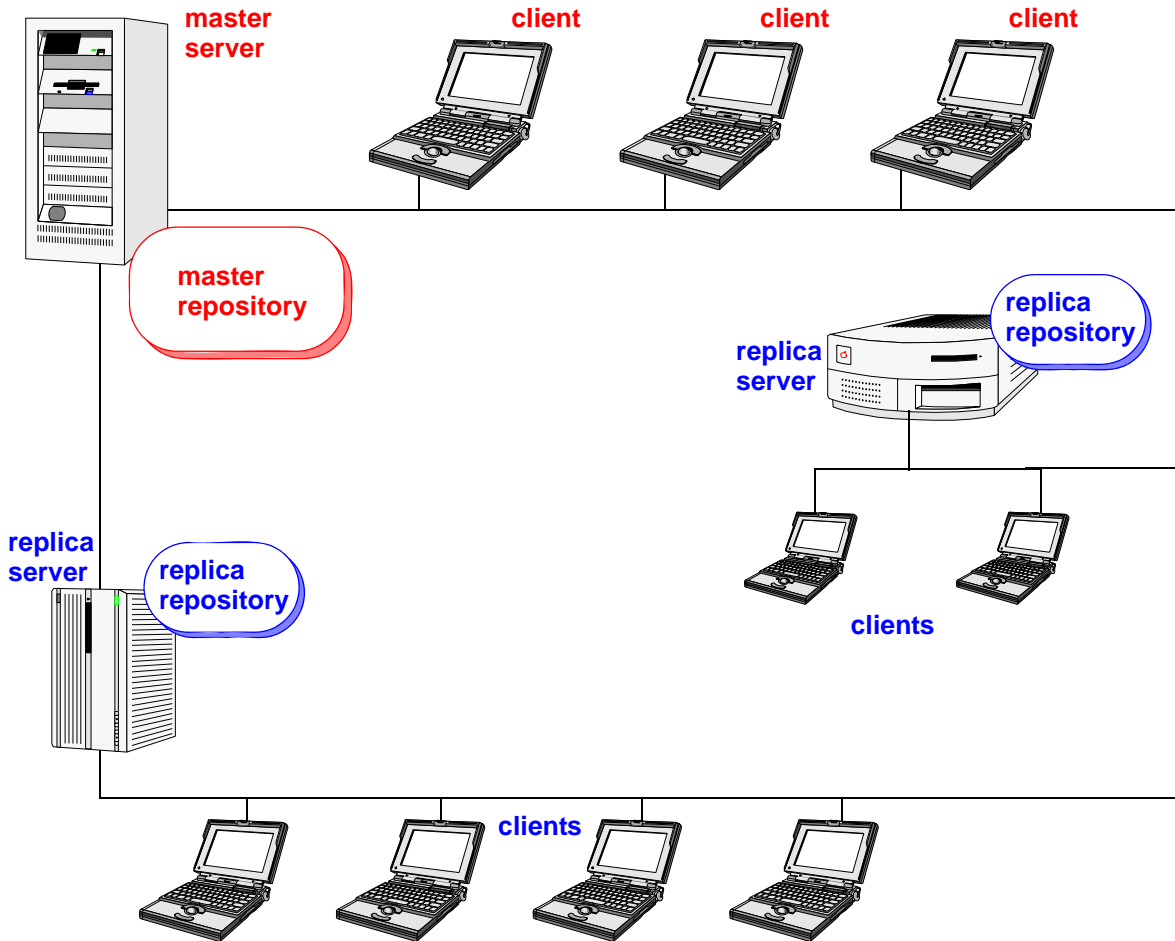 master
server
client
client
client
master
repository
replica
repository
replica
server
replica
server
replica
repository
clients
clients